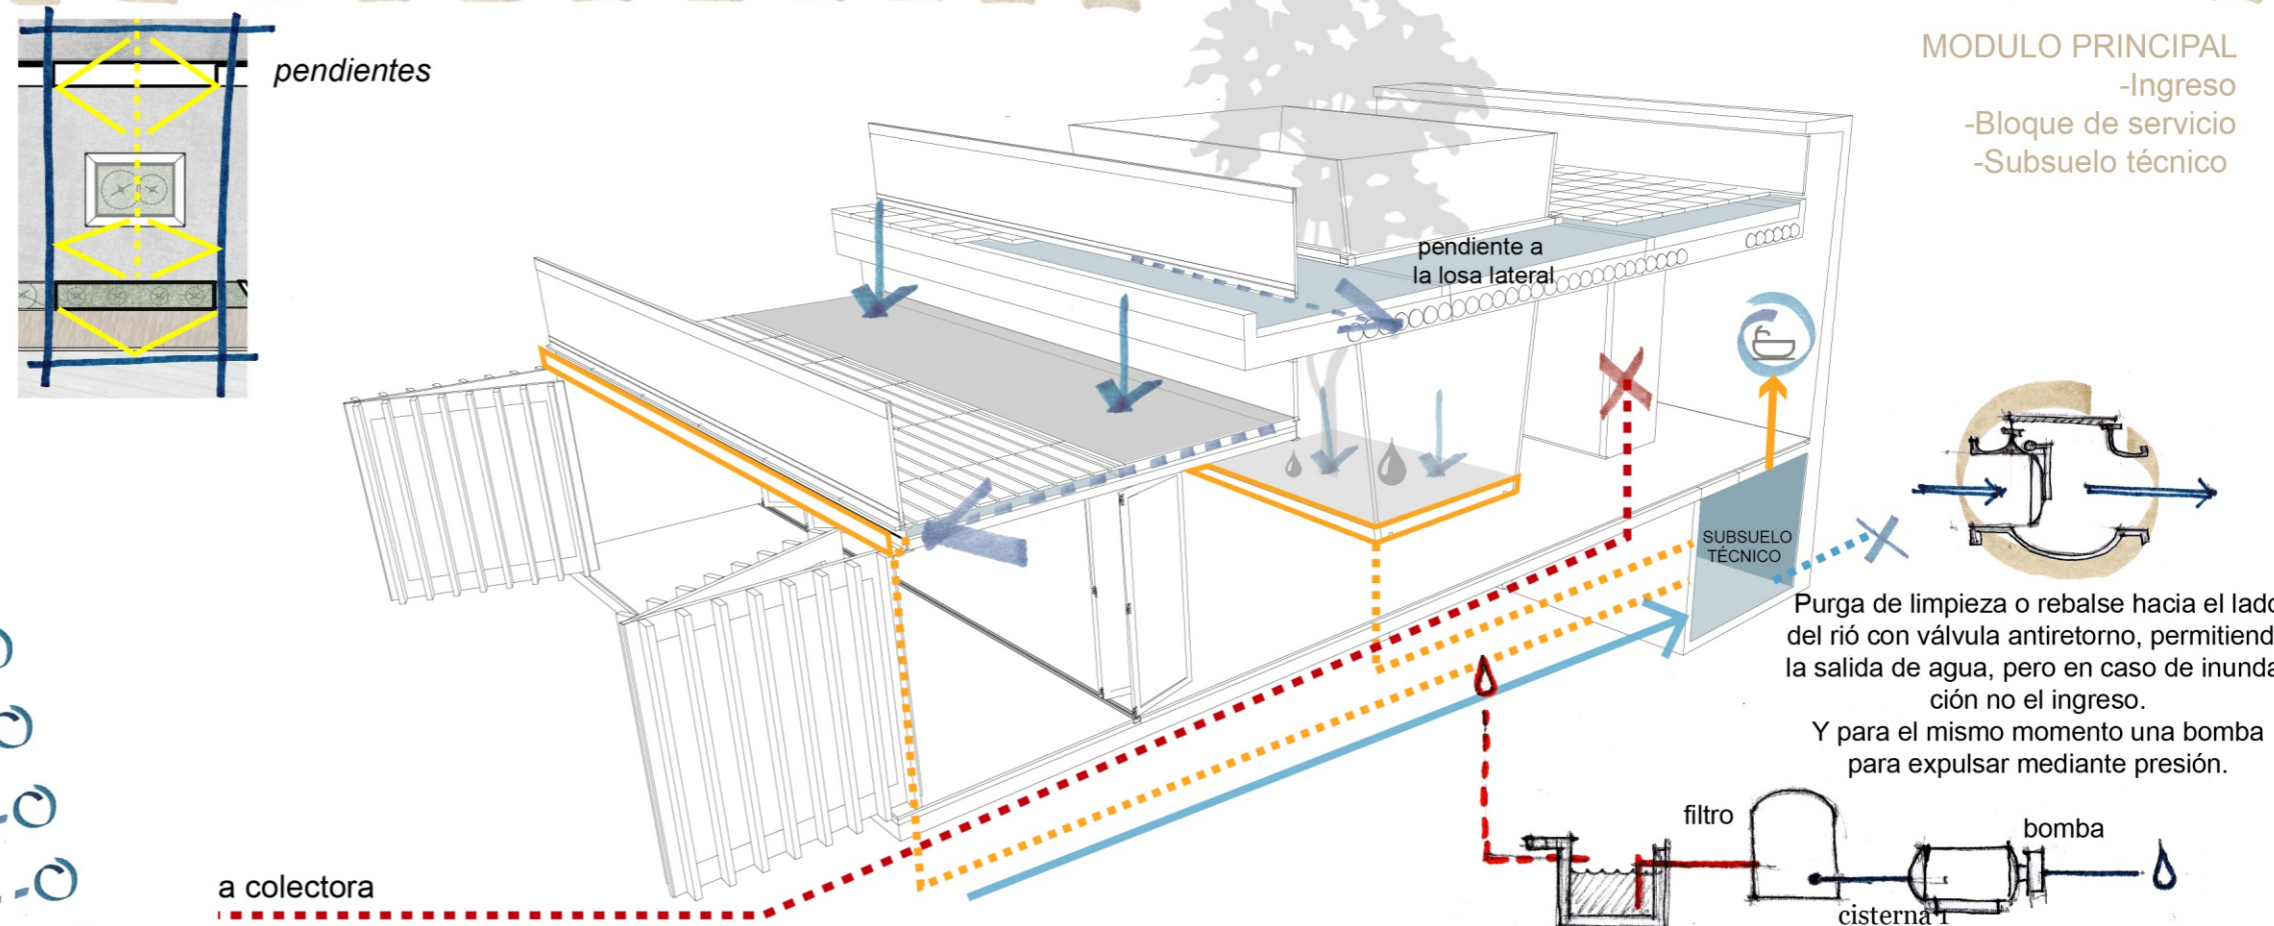 pendientes
MODULO PRINCIPAL
-Ingreso
-Bloque de servicio
-Subsuelo técnico
pendiente a
la losa lateral
SUBSUELO
TÉCNICO
Purga de limpieza o rebalse hacia el lado
del rió con válvula antiretorno, permitiend
la salida de agua, pero en caso de inunda
ción no el ingreso.
Y para el mismo momento una bomba
para expulsar mediante presión.
filtro
bomba
cisterna 1
a colectora